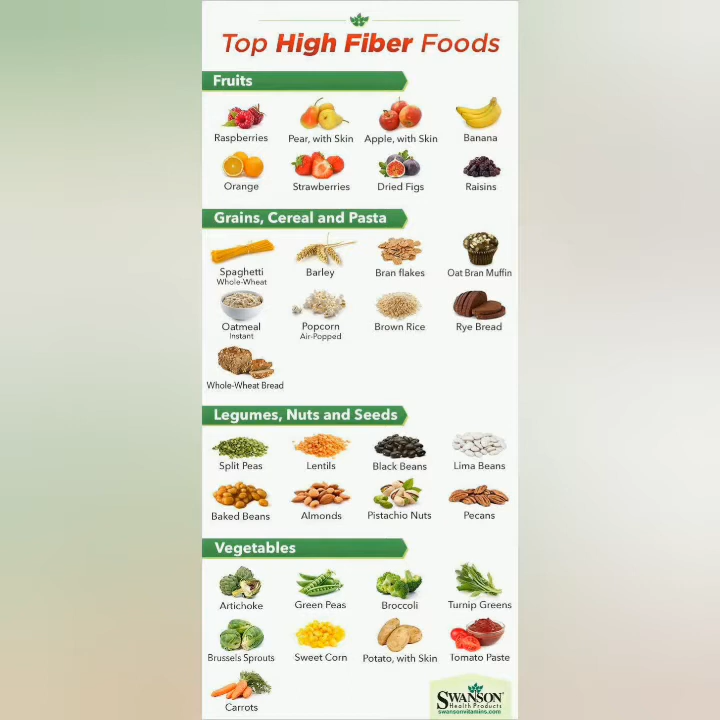 Top High Fiber Foods
Fruits
Raspberries
Pear, with Skin
Apple, with Skin
Banana
Orange
Strawberries
Dried Figs
Raisins
Grains, Cereal and Pasta
Spaghetti
Whole-Wheat
Barley
Bran flakes
Oat Bran Muffin
Oatmeal
Instant
Popcorn
Air-Popped
Brown Rice
Rye Bread
Whole-Wheat Bread
Legumes, Nuts and Seeds
Split Peas
Lentils
Black Beans
Lima Beans
Baked Beans
Almonds
Pistachio Nuts
Pecans
Vegetables
Artichoke
Green Peas
Broccoli
Turnip Greens
Brussels Sprouts
Sweet Corn
Potato, with Skin
Tomato Paste
Carrots
SWANSON
Health Products
swansonvitamins.com